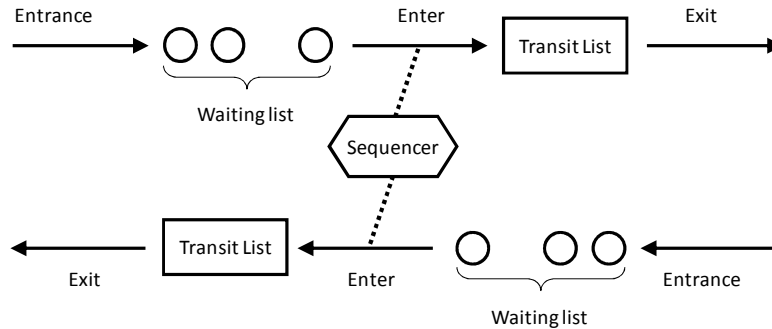 Entrance
Enter
Exit
Transit List
Waiting list
Sequencer
Transit List
Exit
Enter
Entrance
Waiting list